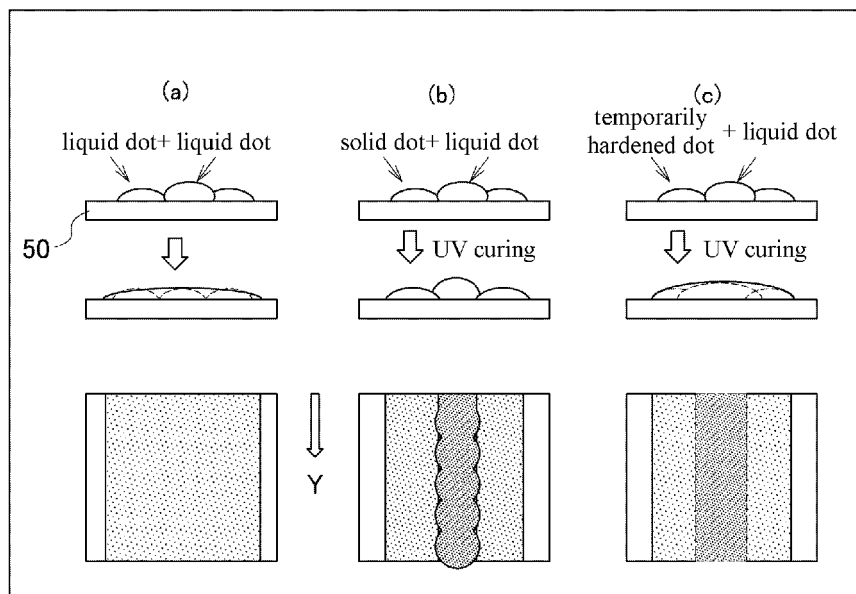 (a)
(b)
(c)
liquid dot+ liquid dot
solid dot+ liquid dot
temporarily
hardened dot
+ liquid dot
50
UV curing
UV curing
Y